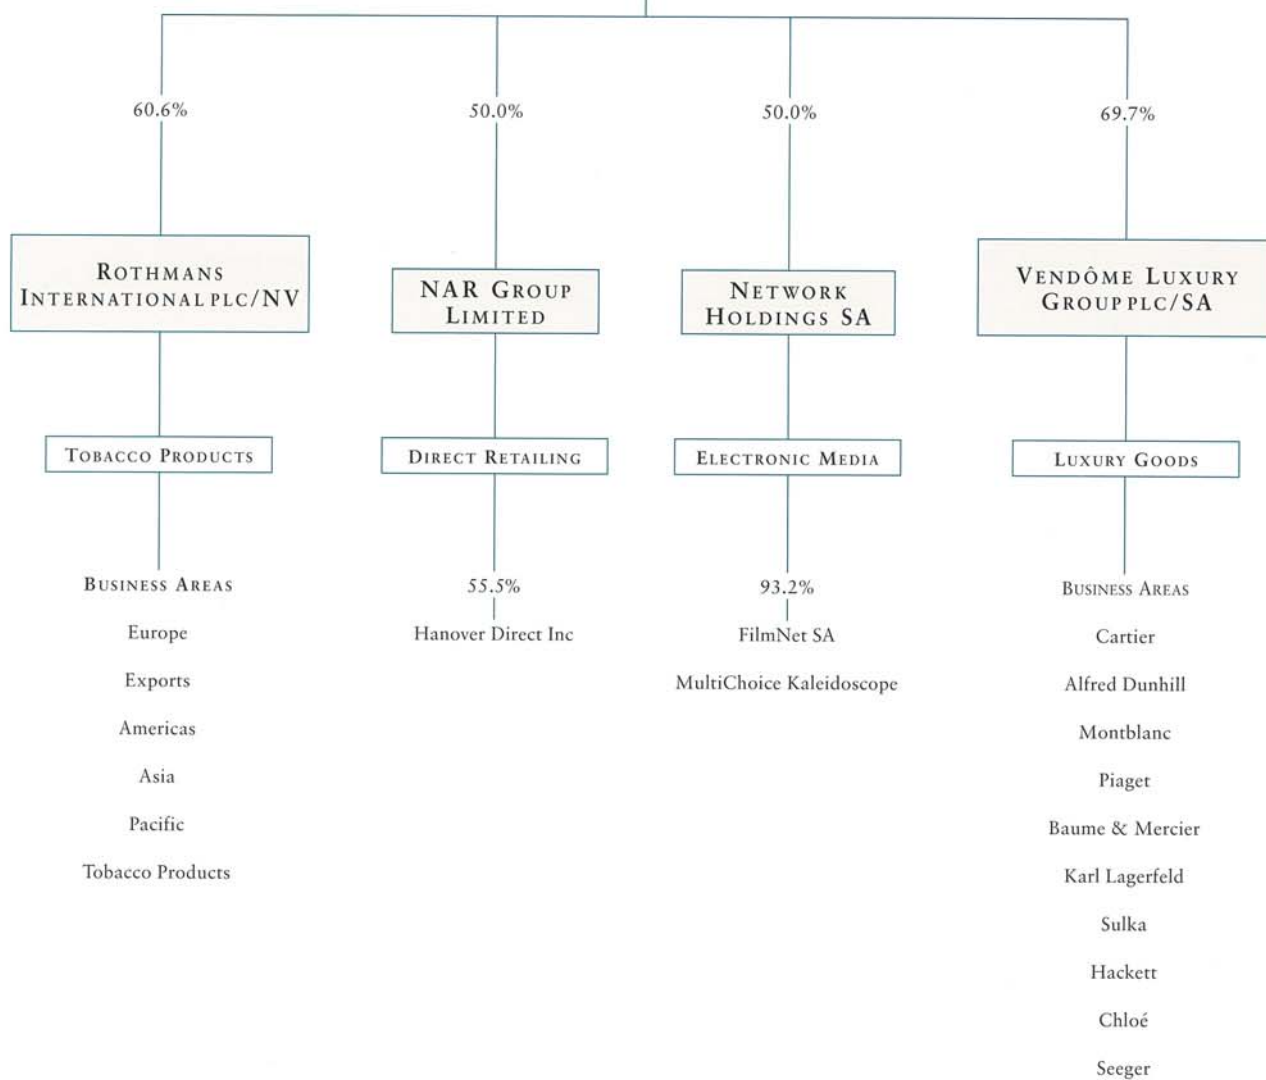 60.6%
50.0%
50.0%
69.7%
ROTHMANS
INTERNATIONAL PLC/NV
NAR GROUP
LIMITED
NETWORK
HOLDINGS SA
VENDÔME LUXURY
GROUP PLC/SA
TOBACCO PRODUCTS
DIRECT RETAILING
ELECTRONIC MEDIA
LUXURY GOODS
BUSINESS AREAS
Europe
Exports
Americas
Asia
Pacific
Tobacco Products
55.5%
Hanover Direct Inc
93.2%
FilmNet SA
MultiChoice Kaleidoscope
BUSINESS AREAS
Cartier
Alfred Dunhill
Montblanc
Piaget
Baume & Mercier
Karl Lagerfeld
Sulka
Hackett
Chloé
Seeger